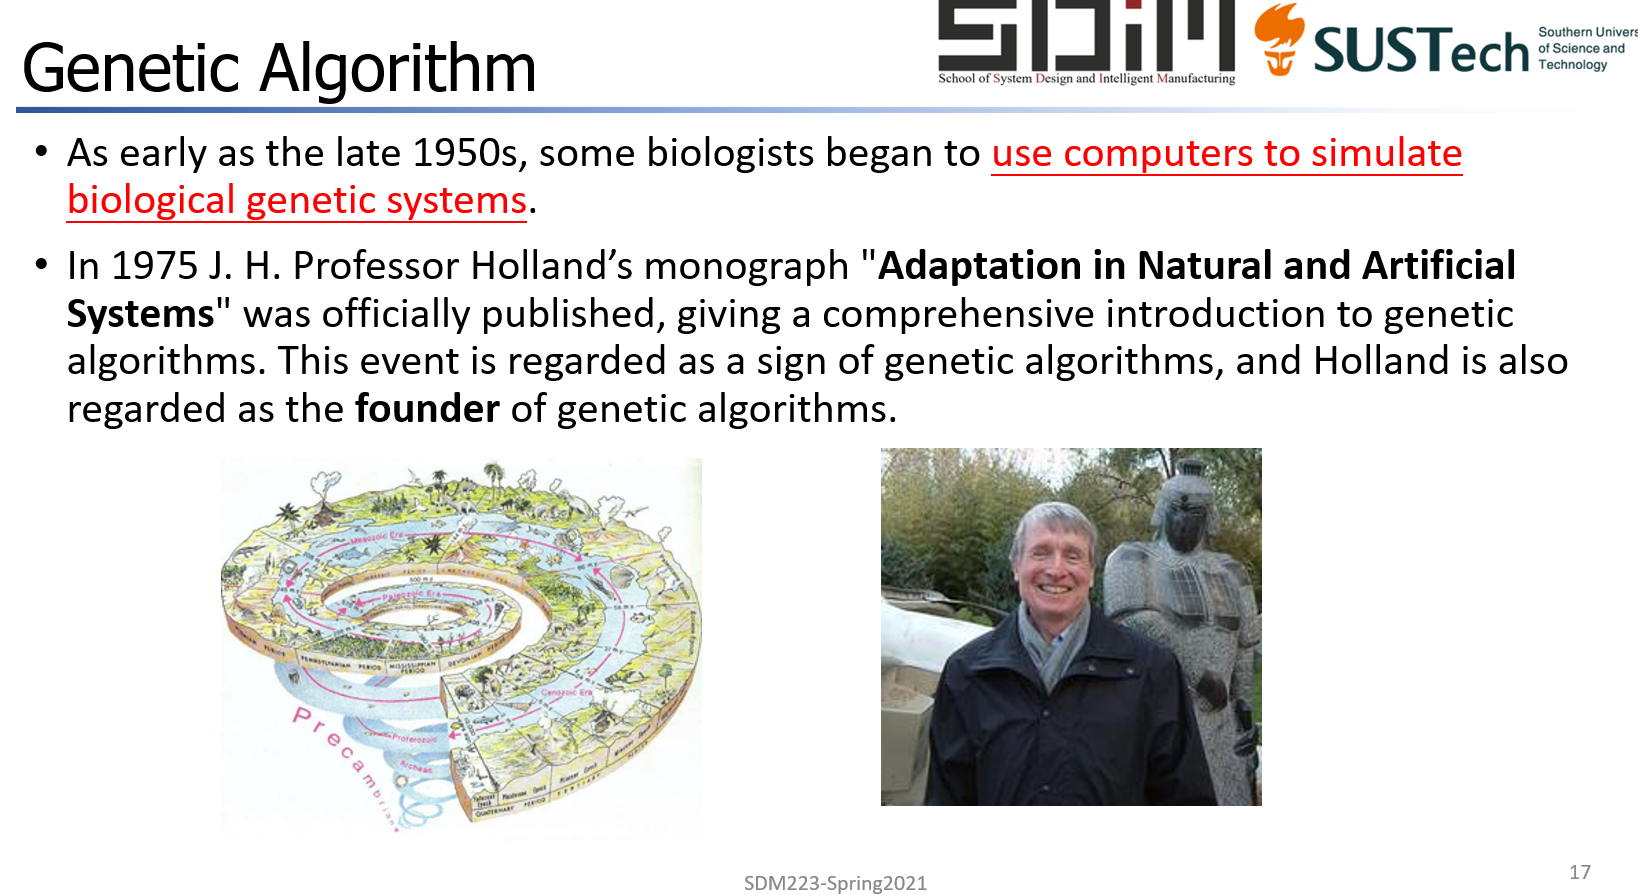 School of System Design and Intelligent Manufacturing
SUSTech
Southern Univers
of Science and
Technology
Genetic Algorithm
• As early as the late 1950s, some biologists began to use computers to simulate
biological genetic systems.
• In 1975 J. H. Professor Holland’s monograph "Adaptation in Natural and Artificial
Systems" was officially published, giving a comprehensive introduction to genetic
algorithms. This event is regarded as a sign of genetic algorithms, and Holland is also
regarded as the founder of genetic algorithms.
Mesozoic Era
600 m.y.
Paleozoic Era
PENNSYLVANIAN PERIOD
MISSISSIPPIAN
PERIOD
DEVONIAN PERIOD
Cenozoic Era
Precambrian
Proterozoic
Archean
QUATERNARY PERIOD
TERTIARY
SDM223-Spring2021
17